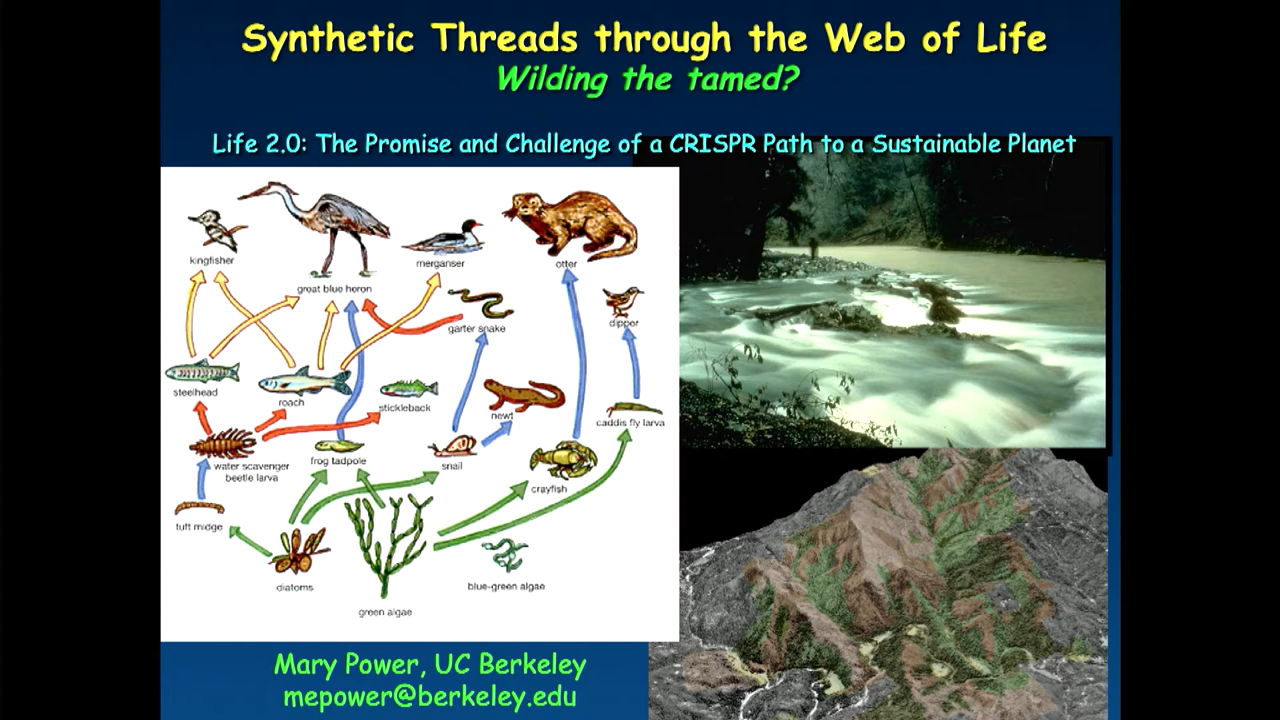 Synthetic Threads through the Web of Life
Wilding the tamed?
Life 2.0: The Promise and Challenge of a CRISPR Path to a Sustainable Planet
kingfisher
great blue heron
merganser
otter
garter snake
dipper
steelhead
roach
stickleback
newt
caddis fly larva
water scavenger
beetle larva
frog tadpole
snail
crayfish
tuft midge
diatoms
blue-green algae
green algae
Mary Power, UC Berkeley
mepower@berkeley.edu